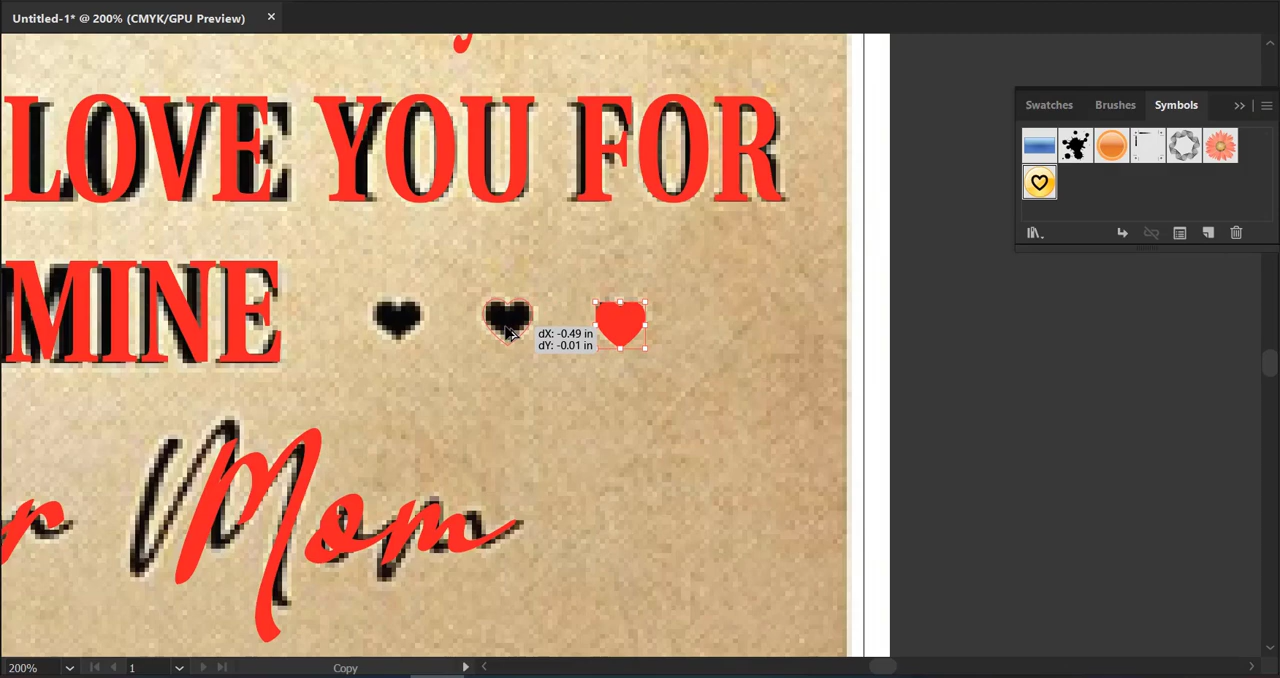 Untitled-1* @ 200% (CMYK/GPU Preview)
Swatches Brushes Symbols
LOVE YOU FOR
MINE
dX: -0.49 in
dY: -0.01 in
r Mom
200% 1 Copy